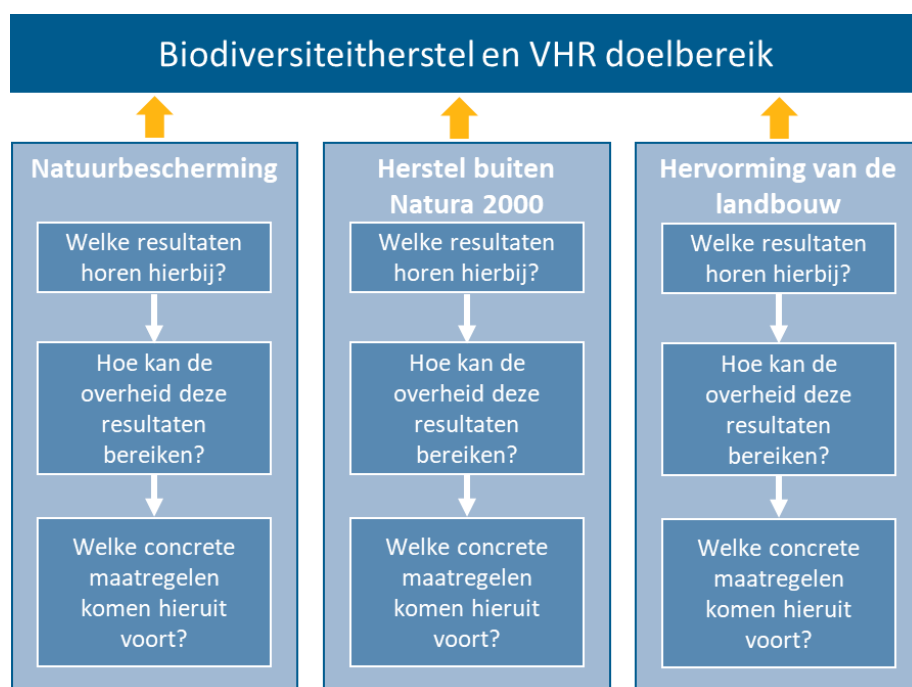 Biodiversiteitherstel en VHR doelbereik
Natuurbescherming
Welke resultaten
horen hierbij?
Hoe kan de
overheid deze
resultaten
bereiken?
Welke concrete
maatregelen
komen hieruit
voort?
Herstel buiten
Natura 2000
Welke resultaten
horen hierbij?
Hoe kan de
overheid deze
resultaten
bereiken?
Welke concrete
maatregelen
komen hieruit
voort?
Hervorming van de
landbouw
Welke resultaten
horen hierbij?
Hoe kan de
overheid deze
resultaten
bereiken?
Welke concrete
maatregelen
komen hieruit
voort?